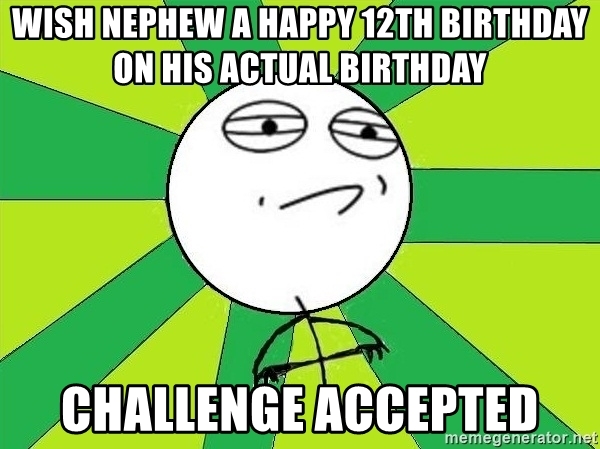 WISH NEPHEW A HAPPY 12TH BIRTHDAY
ON HIS ACTUAL BIRTHDAY
CHALLENGE ACCEPTED
memegenerator.net